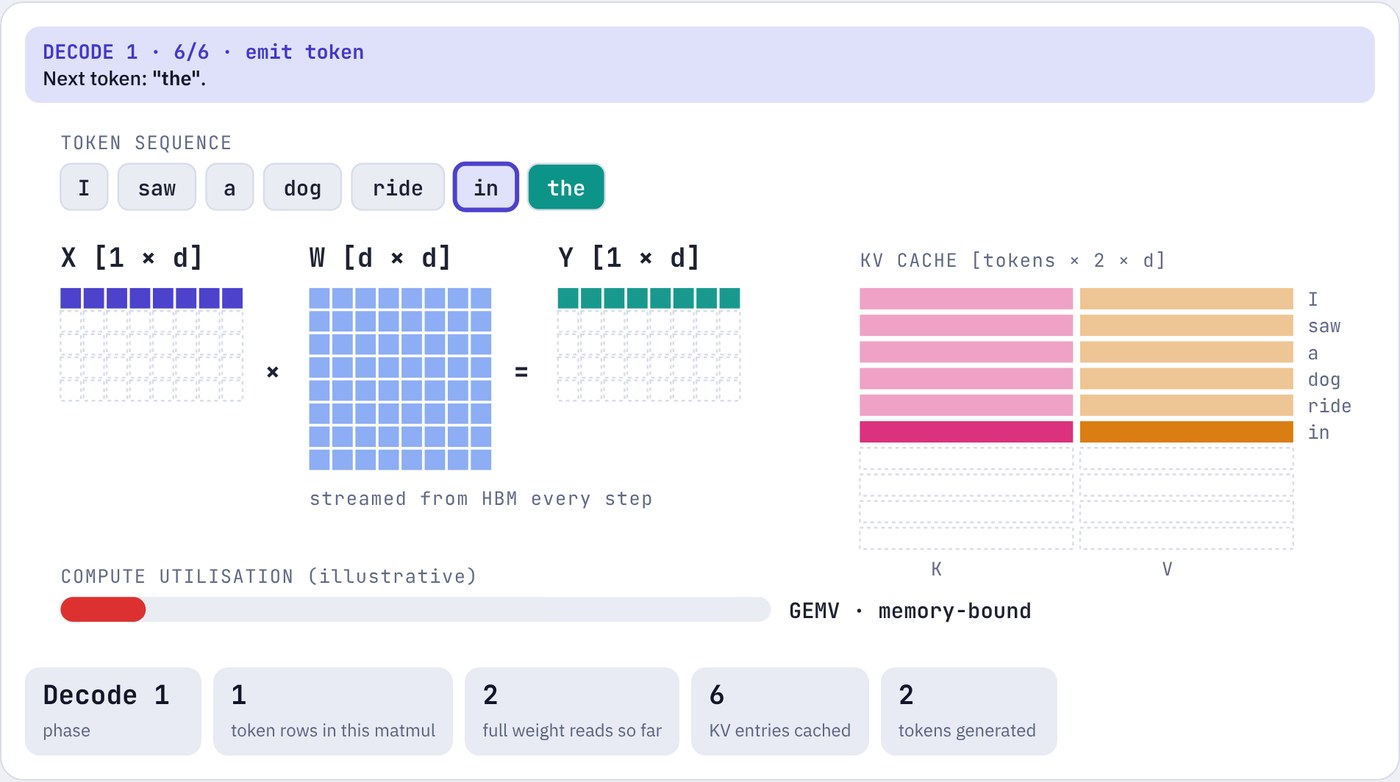 DECODE 1 · 6/6 · emit token
Next token: "the".
TOKEN SEQUENCE
I saw a dog ride in the
X [1 × d] W [d × d] Y [1 × d]
KV CACHE [tokens × 2 × d]
I
saw
a
dog
ride
in
× =
streamed from HBM every step
K V
COMPUTE UTILISATION (illustrative)
GEMV · memory-bound
Decode 1
phase
1
token rows in this matmul
2
full weight reads so far
6
KV entries cached
2
tokens generated